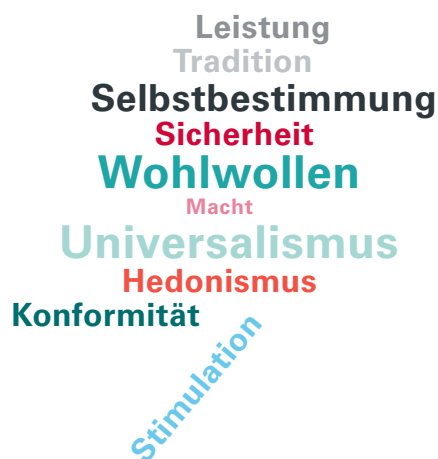 Leistung
Tradition
Selbstbestimmung
Sicherheit
Wohlwollen
Macht
Universalismus
Hedonismus
Konformität
Stimulation